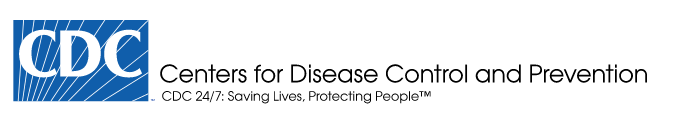 CDC
Centers for Disease Control and Prevention
CDC 24/7: Saving Lives, Protecting People™